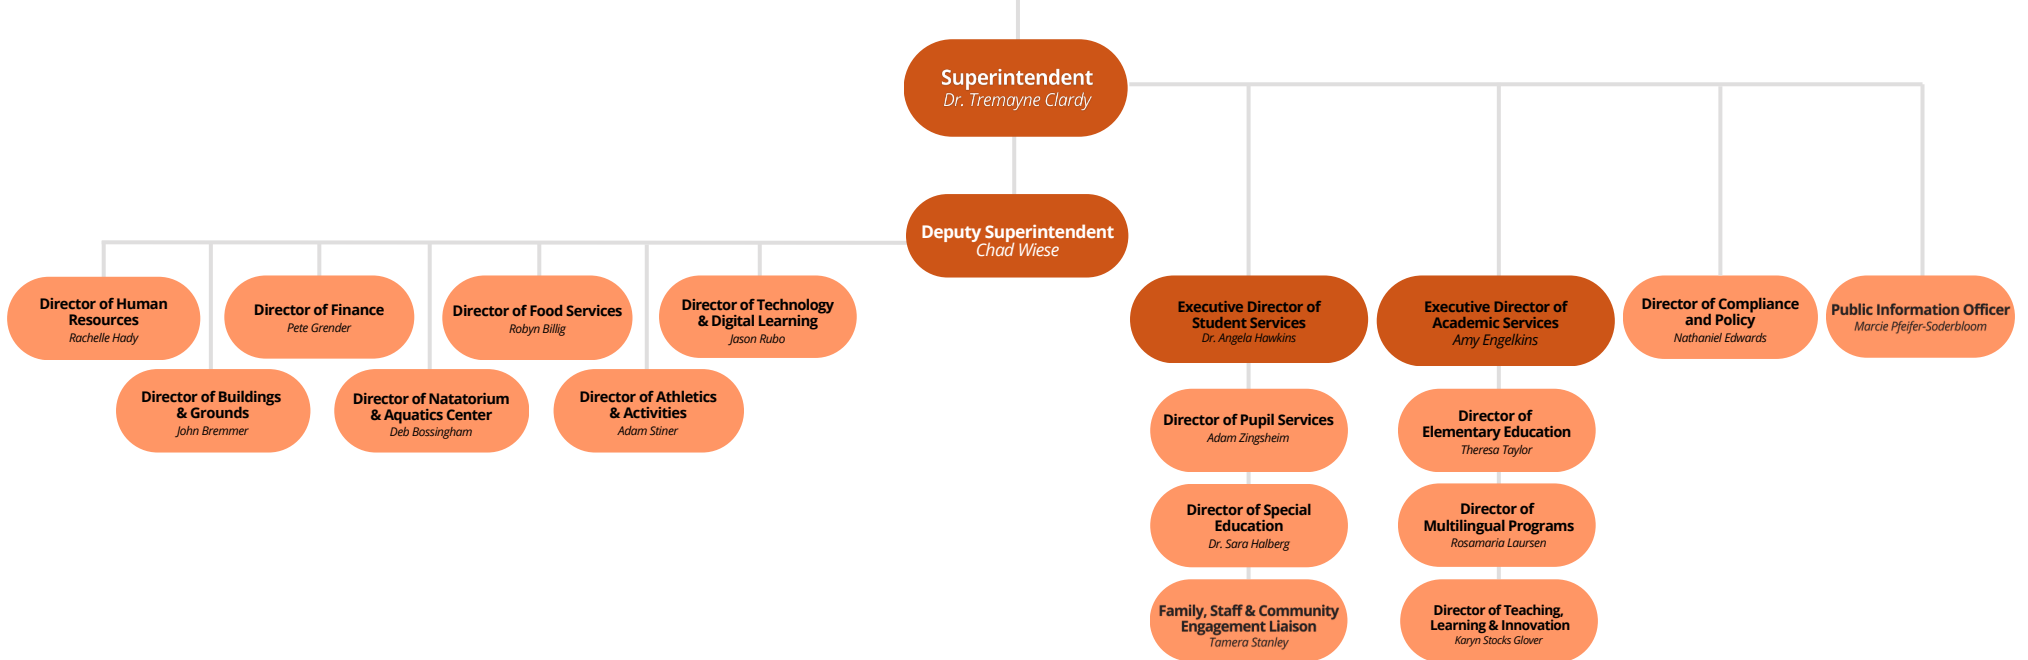 Superintendent
Dr. Tremayne Clardy
Deputy Superintendent
Chad Wiese
Director of Human
Resources
Rachelle Hady
Director of Finance
Pete Grender
Director of Food Services
Robyn Billig
Director of Technology
& Digital Learning
Jason Rubo
Director of Buildings
& Grounds
John Bremmer
Director of Natatorium
& Aquatics Center
Deb Bossingham
Director of Athletics
& Activities
Adam Stiner
Executive Director of
Student Services
Dr. Angela Hawkins
Executive Director of
Academic Services
Amy Engelkins
Director of Compliance
and Policy
Nathaniel Edwards
Public Information Officer
Marcie Pfeifer-Soderbloom
Director of Pupil Services
Adam Zingsheim
Director of Special
Education
Dr. Sara Halberg
Family, Staff & Community
Engagement Liaison
Tamera Stanley
Director of
Elementary Education
Theresa Taylor
Director of
Multilingual Programs
Rosamaria Laursen
Director of Teaching,
Learning & Innovation
Karyn Stocks Glover